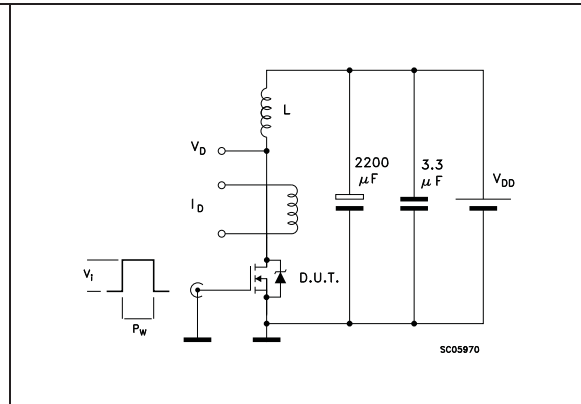 L
V_D
2200 μF
3.3 μF
V_DD
I_D
V_i
D.U.T.
P_W
SC05970